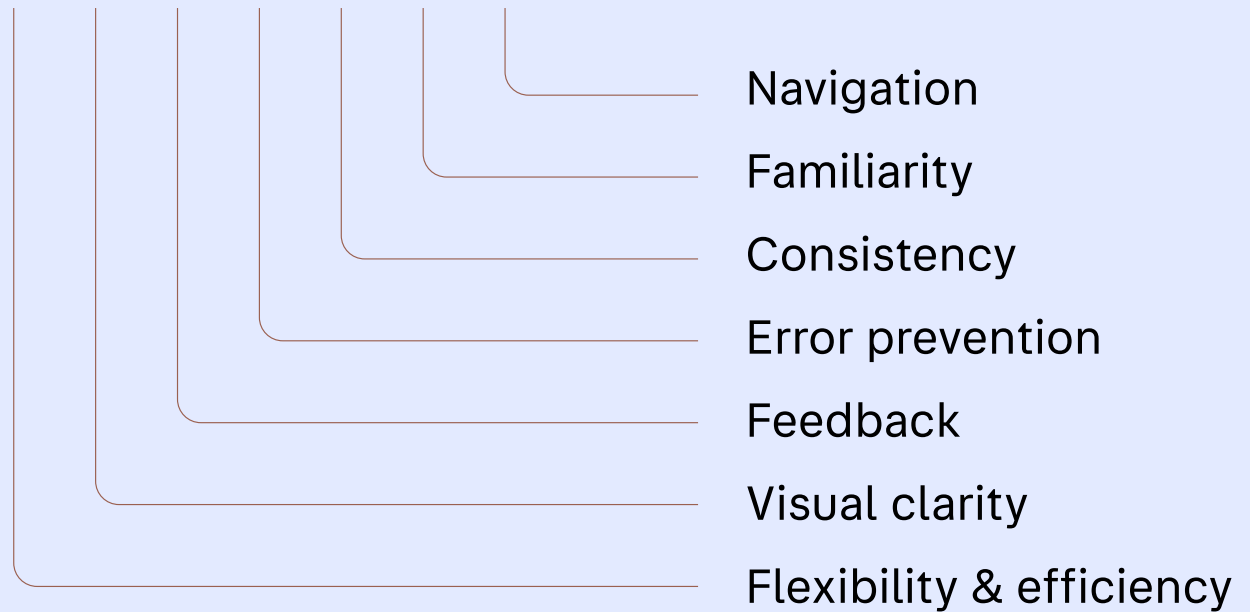 Navigation
Familiarity
Consistency
Error prevention
Feedback
Visual clarity
Flexibility & efficiency